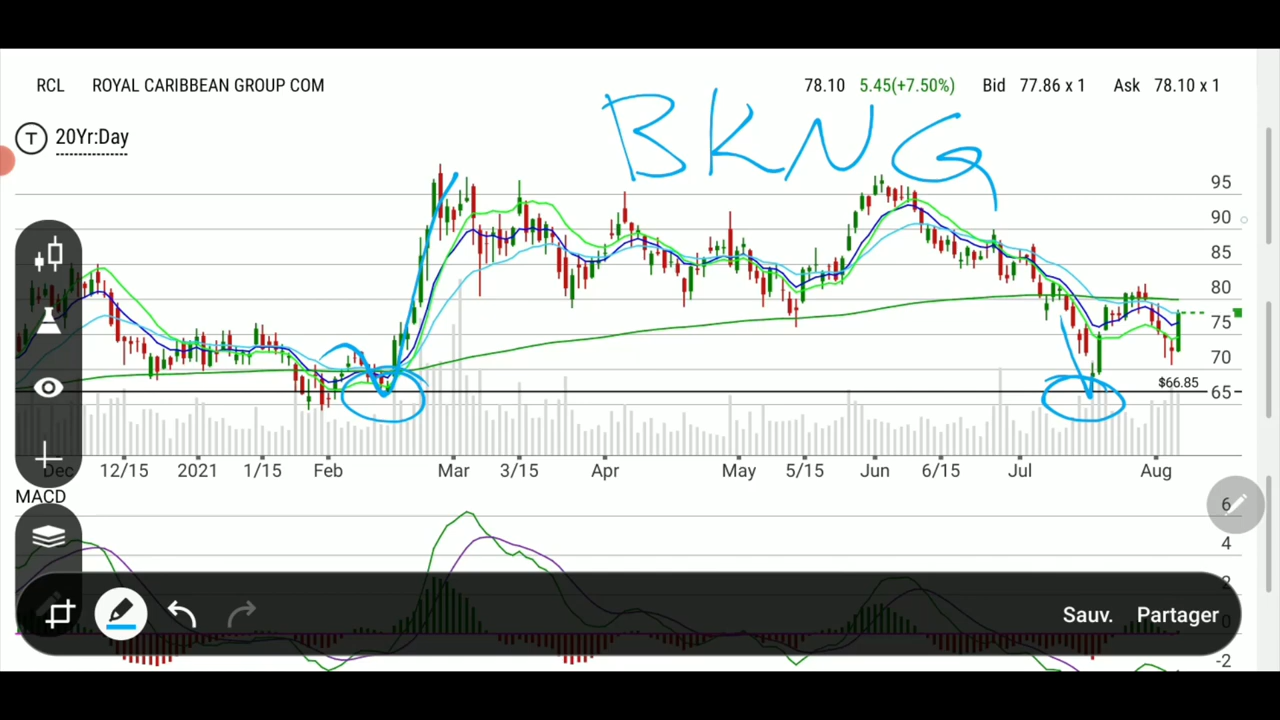 RCL ROYAL CARIBBEAN GROUP COM 78.10 5.45(+7.50%) Bid 77.86 x 1 Ask 78.10 x 1
BKNG
T 20Yr:Day
95
90
85
80
75
70
$66.85
65
Dec 12/15 2021 1/15 Feb Mar 3/15 Apr May 5/15 Jun 6/15 Jul Aug
MACD
6
4
2
0
-2
Sauv. Partager